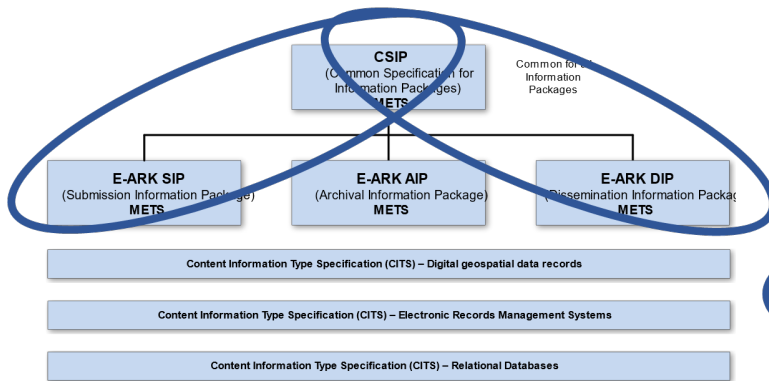 CSIP
(Common Specification for
Information Packages)
METS
Common for
Information
Packages
E-ARK SIP
(Submission Information Package)
METS
E-ARK AIP
(Archival Information Package)
METS
E-ARK DIP
(Dissemination Information Packag
METS
Content Information Type Specification (CITS) – Digital geospatial data records
Content Information Type Specification (CITS) – Electronic Records Management Systems
Content Information Type Specification (CITS) – Relational Databases